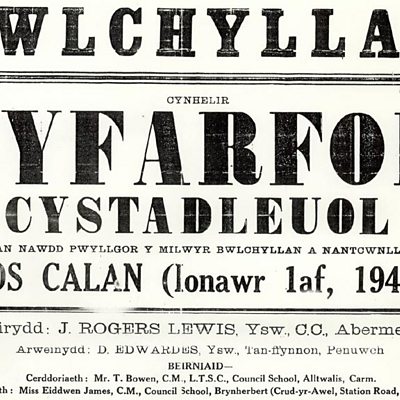 WLCHYLLA
CYNHELIR
YFARFO
CYSTADLEUOL
AN NAWDD PWYLLGOR Y MILWYR BWLCHYLLAN A NANTCWNLL
OS CALAN (Ionawr 1af, 194
irydd: J. ROGERS LEWIS, Ysw., C.C., Aberme
Arweinydd: D. EDWARDES, Ysw., Tan-ffynnon, Penuwch
BEIRNIAID—
Cerddoriaeth: Mr. T. Bowen, C.M., L.T.S.C., Council School, Alltwalis, Carm.
th: Miss Eiddwen James, C.M., Council School, Brynherbert (Crud-yr-Awel, Station Road,